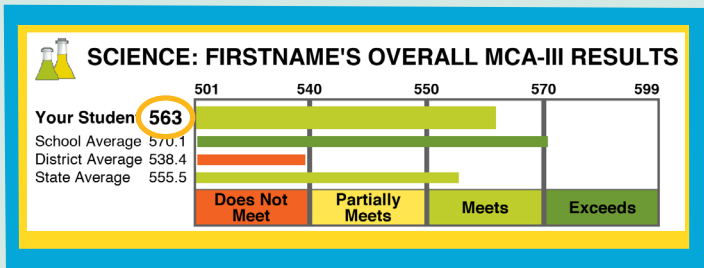 SCIENCE: FIRSTNAME'S OVERALL MCA-III RESULTS
501 540 550 570 599
Your Student 563
School Average 570.1
District Average 538.4
State Average 555.5
Does Not Meet
Partially Meets
Meets
Exceeds